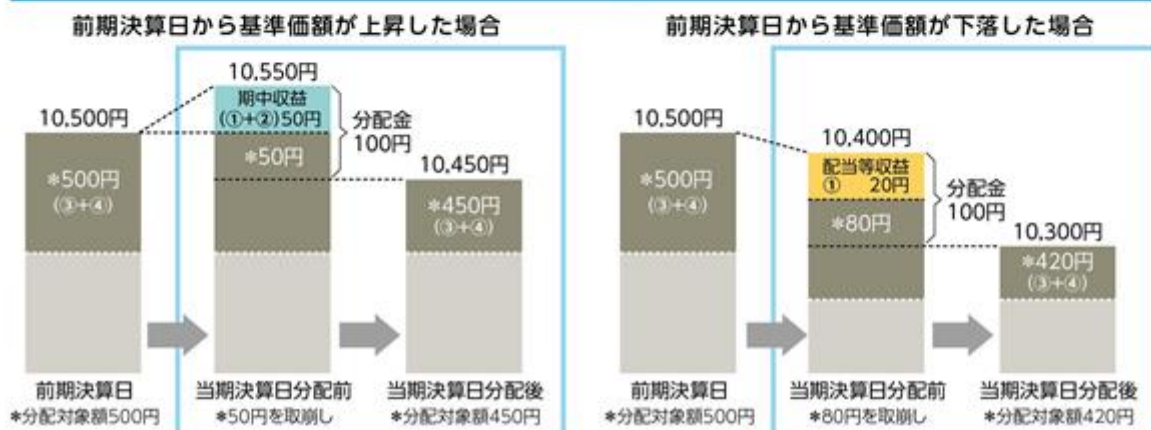 前期決算日から基準価額が上昇した場合
10,500円
*500円
(③+④)
10,550円
期中収益
(①+②)50円
*50円
分配金
100円
10,450円
*450円
(③+④)
前期決算日
*分配対象額500円
当期決算日分配前
*50円を取崩し
当期決算日分配後
*分配対象額450円
前期決算日から基準価額が下落した場合
10,500円
*500円
(③+④)
10,400円
配当等収益
① 20円
*80円
分配金
100円
10,300円
*420円
(③+④)
前期決算日
*分配対象額500円
当期決算日分配前
*80円を取崩し
当期決算日分配後
*分配対象額420円